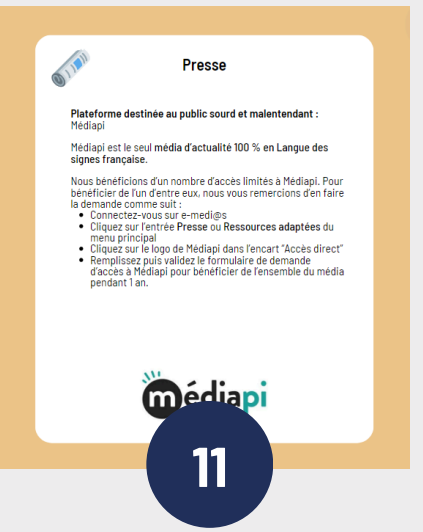 Presse
Plateforme destinée au public sourd et malentendant :
Médiapi
Médiapi est le seul média d'actualité 100 % en Langue des
signes française.
Nous bénéficions d'un nombre d'accès limités à Médiapi. Pour
bénéficier de l'un d'entre eux, nous vous remercions d'en faire
la demande comme suit :
• Connectez-vous sur e-medi@s
• Cliquez sur l'entrée Presse ou Ressources adaptées du
menu principal
• Cliquez sur le logo de Médiapi dans l'encart "Accès direct"
• Remplissez puis validez le formulaire de demande
d'accès à Médiapi pour bénéficier de l'ensemble du média
pendant 1 an.
médiapi
11